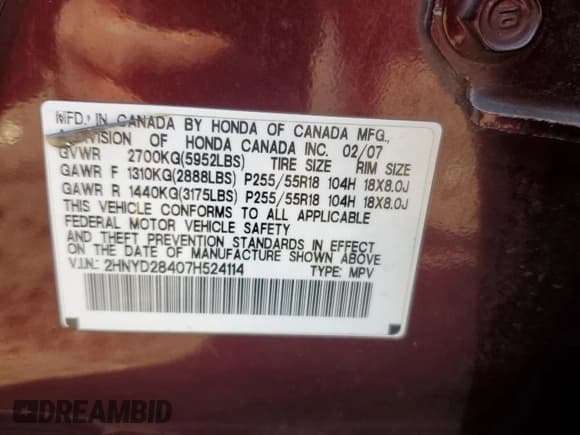 MFD. IN CANADA BY HONDA OF CANADA MFG.,
A DIVISION OF HONDA CANADA INC. 02/07
GVWR 2700KG(5952LBS) TIRE SIZE RIM SIZE
GAWR F 1310KG(2888LBS) P255/55R18 104H 18X8.0J
GAWR R 1440KG(3175LBS) P255/55R18 104H 18X8.0J
THIS VEHICLE CONFORMS TO ALL APPLICABLE
FEDERAL MOTOR VEHICLE SAFETY
AND THEFT PREVENTION STANDARDS IN EFFECT
ON THE DATE OF MANUFACTURE SHOWN ABOVE
V.I.N.: 2HNYD28407H524114 TYPE: MPV
DREAMBID